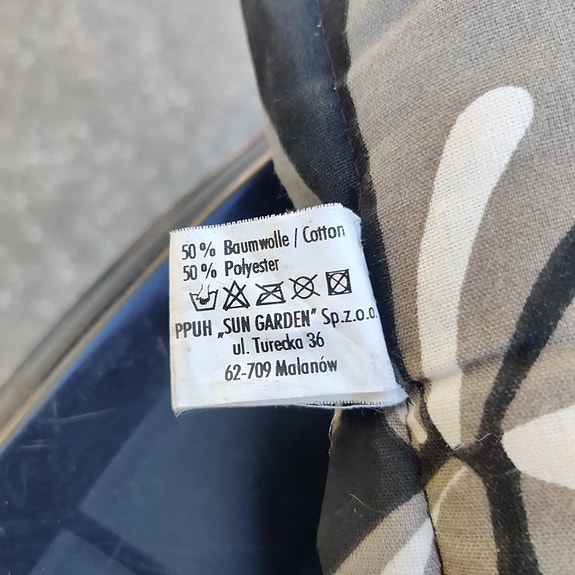 50% Baumwolle / Cotton
50% Polyester
PPUH „SUN GARDEN" Sp.z.o.o.
ul. Turecka 36
62-709 Malanów